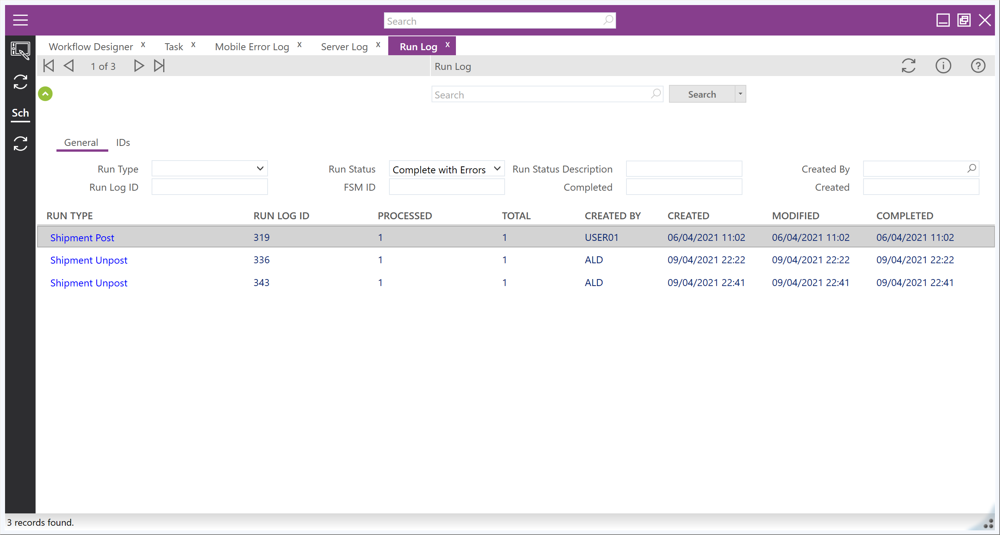 Search
Workflow Designer x Task x Mobile Error Log x Server Log x Run Log x
1 of 3 Run Log
Search Search
Sch
General IDs
Run Type Run Status Complete with Errors Run Status Description Created By
Run Log ID FSM ID Completed Created
RUN TYPE RUN LOG ID PROCESSED TOTAL CREATED BY CREATED MODIFIED COMPLETED
Shipment Post 319 1 1 USER01 06/04/2021 11:02 06/04/2021 11:02 06/04/2021 11:02
Shipment Unpost 336 1 1 ALD 09/04/2021 22:22 09/04/2021 22:22 09/04/2021 22:22
Shipment Unpost 343 1 1 ALD 09/04/2021 22:41 09/04/2021 22:41 09/04/2021 22:41
3 records found.